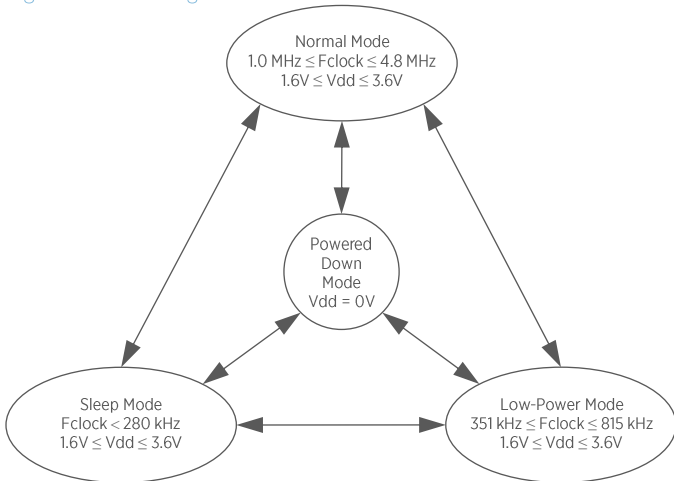 Normal Mode
1.0 MHz ≤ Fclock ≤ 4.8 MHz
1.6V ≤ Vdd ≤ 3.6V
Powered
Down
Mode
Vdd = 0V
Sleep Mode
Fclock < 280 kHz
1.6V ≤ Vdd ≤ 3.6V
Low-Power Mode
351 kHz ≤ Fclock ≤ 815 kHz
1.6V ≤ Vdd ≤ 3.6V